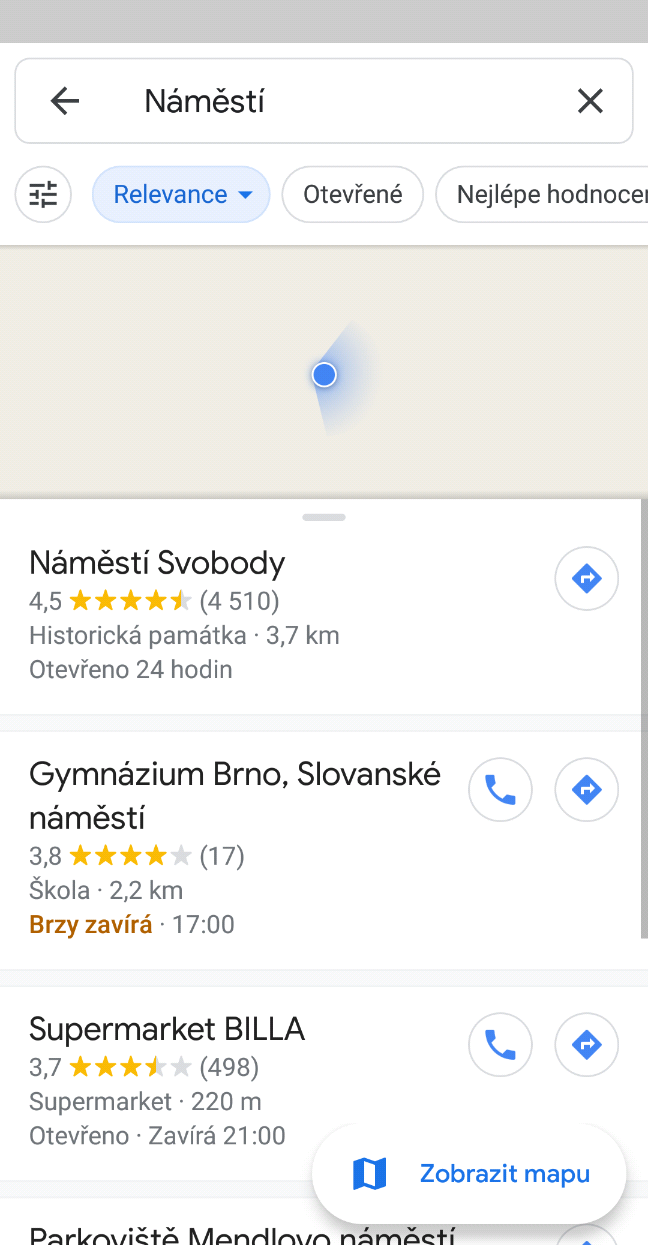 Náměstí
Relevance
Otevřené
Nejlépe hodnocen
Náměstí Svobody
4,5 (4 510)
Historická památka · 3,7 km
Otevřeno 24 hodin
Gymnázium Brno, Slovanské
náměstí
3,8 (17)
Škola · 2,2 km
Brzy zavírá · 17:00
Supermarket BILLA
3,7 (498)
Supermarket · 220 m
Otevřeno · Zavírá 21:00
Zobrazit mapu
Parkoviště Mendlovo náměstí